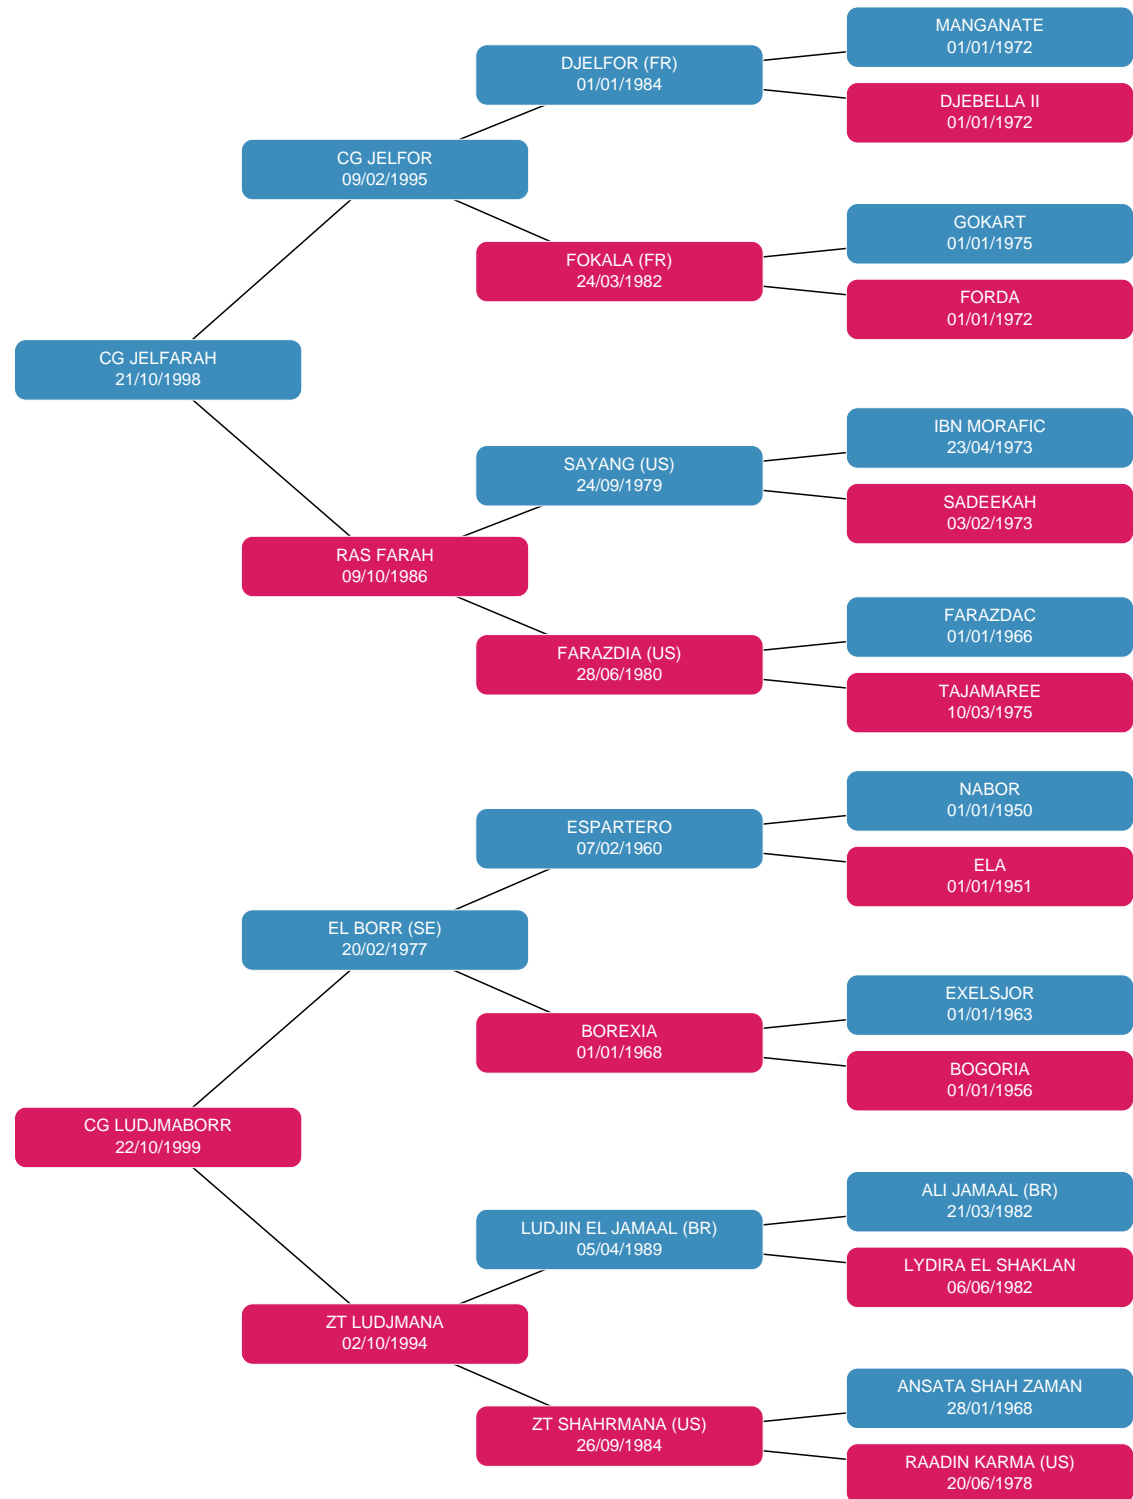 MANGANATE
01/01/1972
DJELFOR (FR)
01/01/1984
DJEBELLA II
01/01/1972
CG JELFOR
09/02/1995
GOKART
01/01/1975
FOKALA (FR)
24/03/1982
FORDA
01/01/1972
CG JELFARAH
21/10/1998
IBN MORAFIC
23/04/1973
SAYANG (US)
24/09/1979
SADEEKAH
03/02/1973
RAS FARAH
09/10/1986
FARAZDAC
01/01/1966
FARAZDIA (US)
28/06/1980
TAJAMAREE
10/03/1975
NABOR
01/01/1950
ESPARTERO
07/02/1960
ELA
01/01/1951
EL BORR (SE)
20/02/1977
EXELSJOR
01/01/1963
BOREXIA
01/01/1968
BOGORIA
01/01/1956
CG LUDJMABORR
22/10/1999
ALI JAMAAL (BR)
21/03/1982
LUDJIN EL JAMAAL (BR)
05/04/1989
LYDIRA EL SHAKLAN
06/06/1982
ZT LUDJMANA
02/10/1994
ANSATA SHAH ZAMAN
28/01/1968
ZT SHAHRMANA (US)
26/09/1984
RAADIN KARMA (US)
20/06/1978